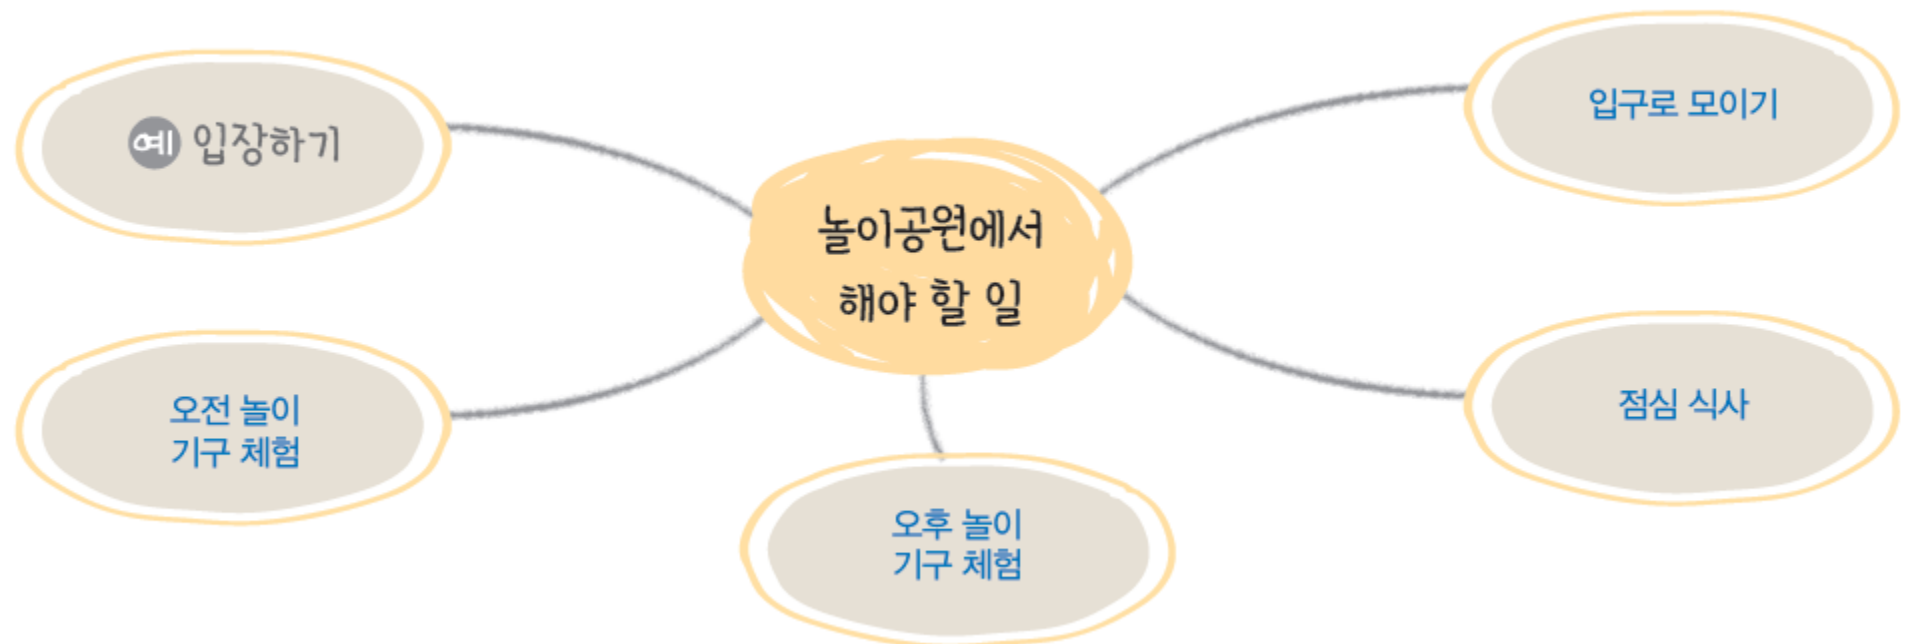 예 입장하기
입구로 모이기
놀이공원에서
해야 할 일
오전 놀이
기구 체험
점심 식사
오후 놀이
기구 체험